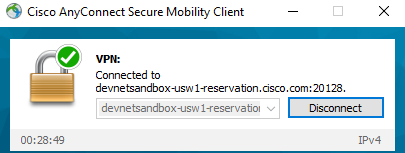 Cisco AnyConnect Secure Mobility Client
VPN:
Connected to
devnetsandbox-usw1-reservation.cisco.com:20128.
devnetsandbox-usw1-reservation
Disconnect
00:28:49
IPv4